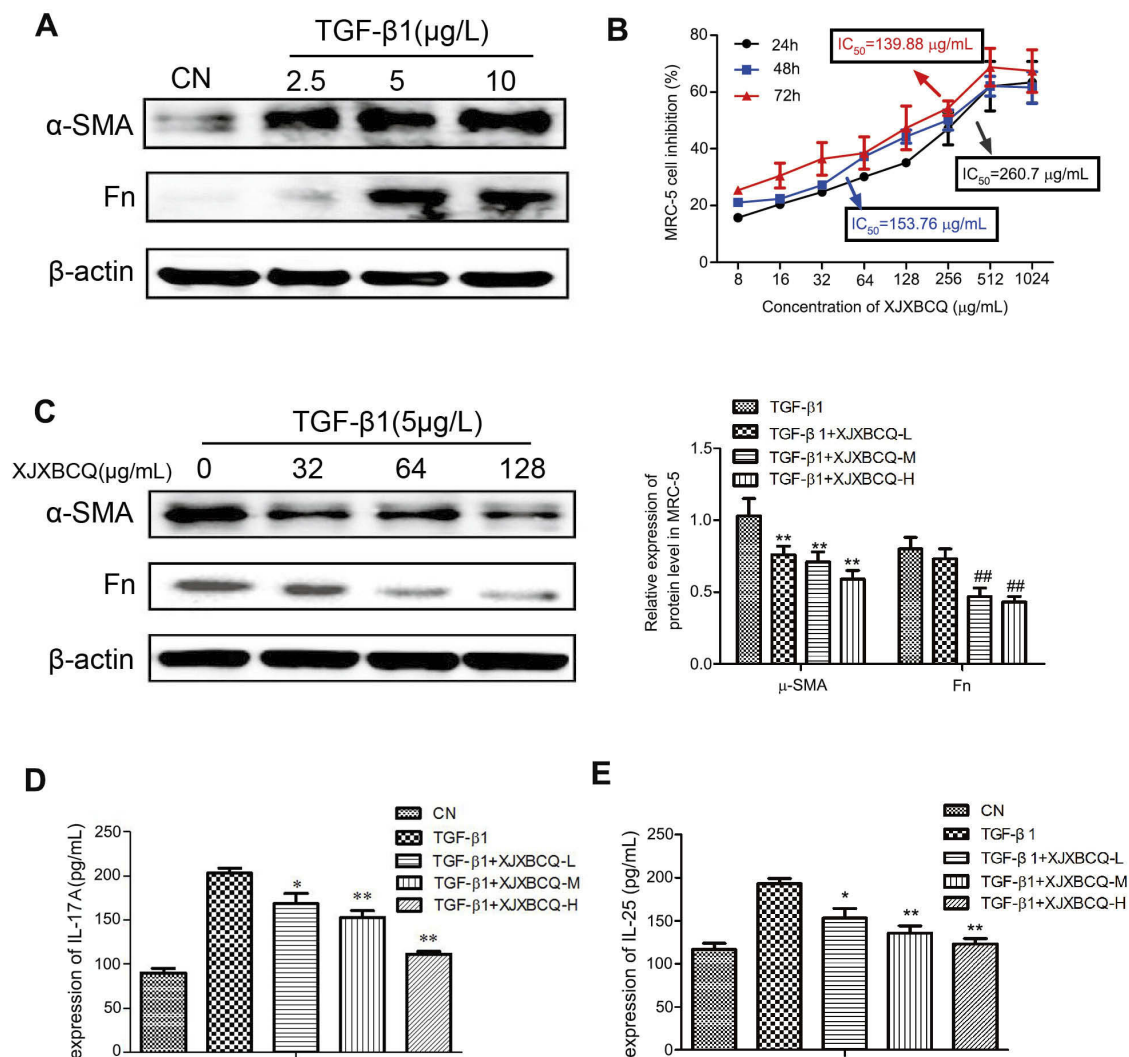 A
TGF-β1(μg/L)
CN 2.5 5 10
α-SMA
Fn
β-actin
B
24h
48h
72h
IC50=139.88 μg/mL
IC50=260.7 μg/mL
IC50=153.76 μg/mL
MRC-5 cell inhibition (%)
80
60
40
20
0
8 16 32 64 128 256 512 1024
Concentration of XJXBCQ (μg/mL)
C
TGF-β1(5μg/L)
XJXBCQ(μg/mL) 0 32 64 128
α-SMA
Fn
β-actin
TGF-β1
TGF-β 1+XJXBCQ-L
TGF-β1+XJXBCQ-M
TGF-β1+XJXBCQ-H
Relative expression of
protein level in MRC-5
1.5
1.0
0.5
0.0
** ** ** ## ##
μ-SMA Fn
D
CN
TGF-β1
TGF-β1+XJXBCQ-L
TGF-β1+XJXBCQ-M
TGF-β1+XJXBCQ-H
expression of IL-17A (pg/mL)
250
200
150
100
50
0
* ** **
E
CN
TGF-β 1
TGF-β 1+XJXBCQ-L
TGF-β1+XJXBCQ-M
TGF-β1+XJXBCQ-H
expression of IL-25 (pg/mL)
250
200
150
100
50
0
* ** **